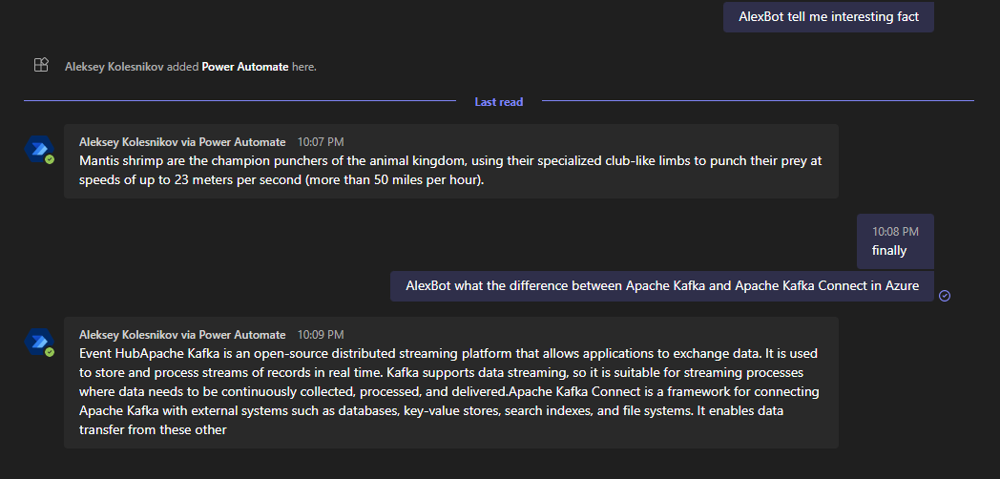 AlexBot tell me interesting fact
Aleksey Kolesnikov added Power Automate here.
Last read
Aleksey Kolesnikov via Power Automate 10:07 PM
Mantis shrimp are the champion punchers of the animal kingdom, using their specialized club-like limbs to punch their prey at
speeds of up to 23 meters per second (more than 50 miles per hour).
10:08 PM
finally
AlexBot what the difference between Apache Kafka and Apache Kafka Connect in Azure
Aleksey Kolesnikov via Power Automate 10:09 PM
Event HubApache Kafka is an open-source distributed streaming platform that allows applications to exchange data. It is used
to store and process streams of records in real time. Kafka supports data streaming, so it is suitable for streaming processes
where data needs to be continuously collected, processed, and delivered.Apache Kafka Connect is a framework for connecting
Apache Kafka with external systems such as databases, key-value stores, search indexes, and file systems. It enables data
transfer from these other